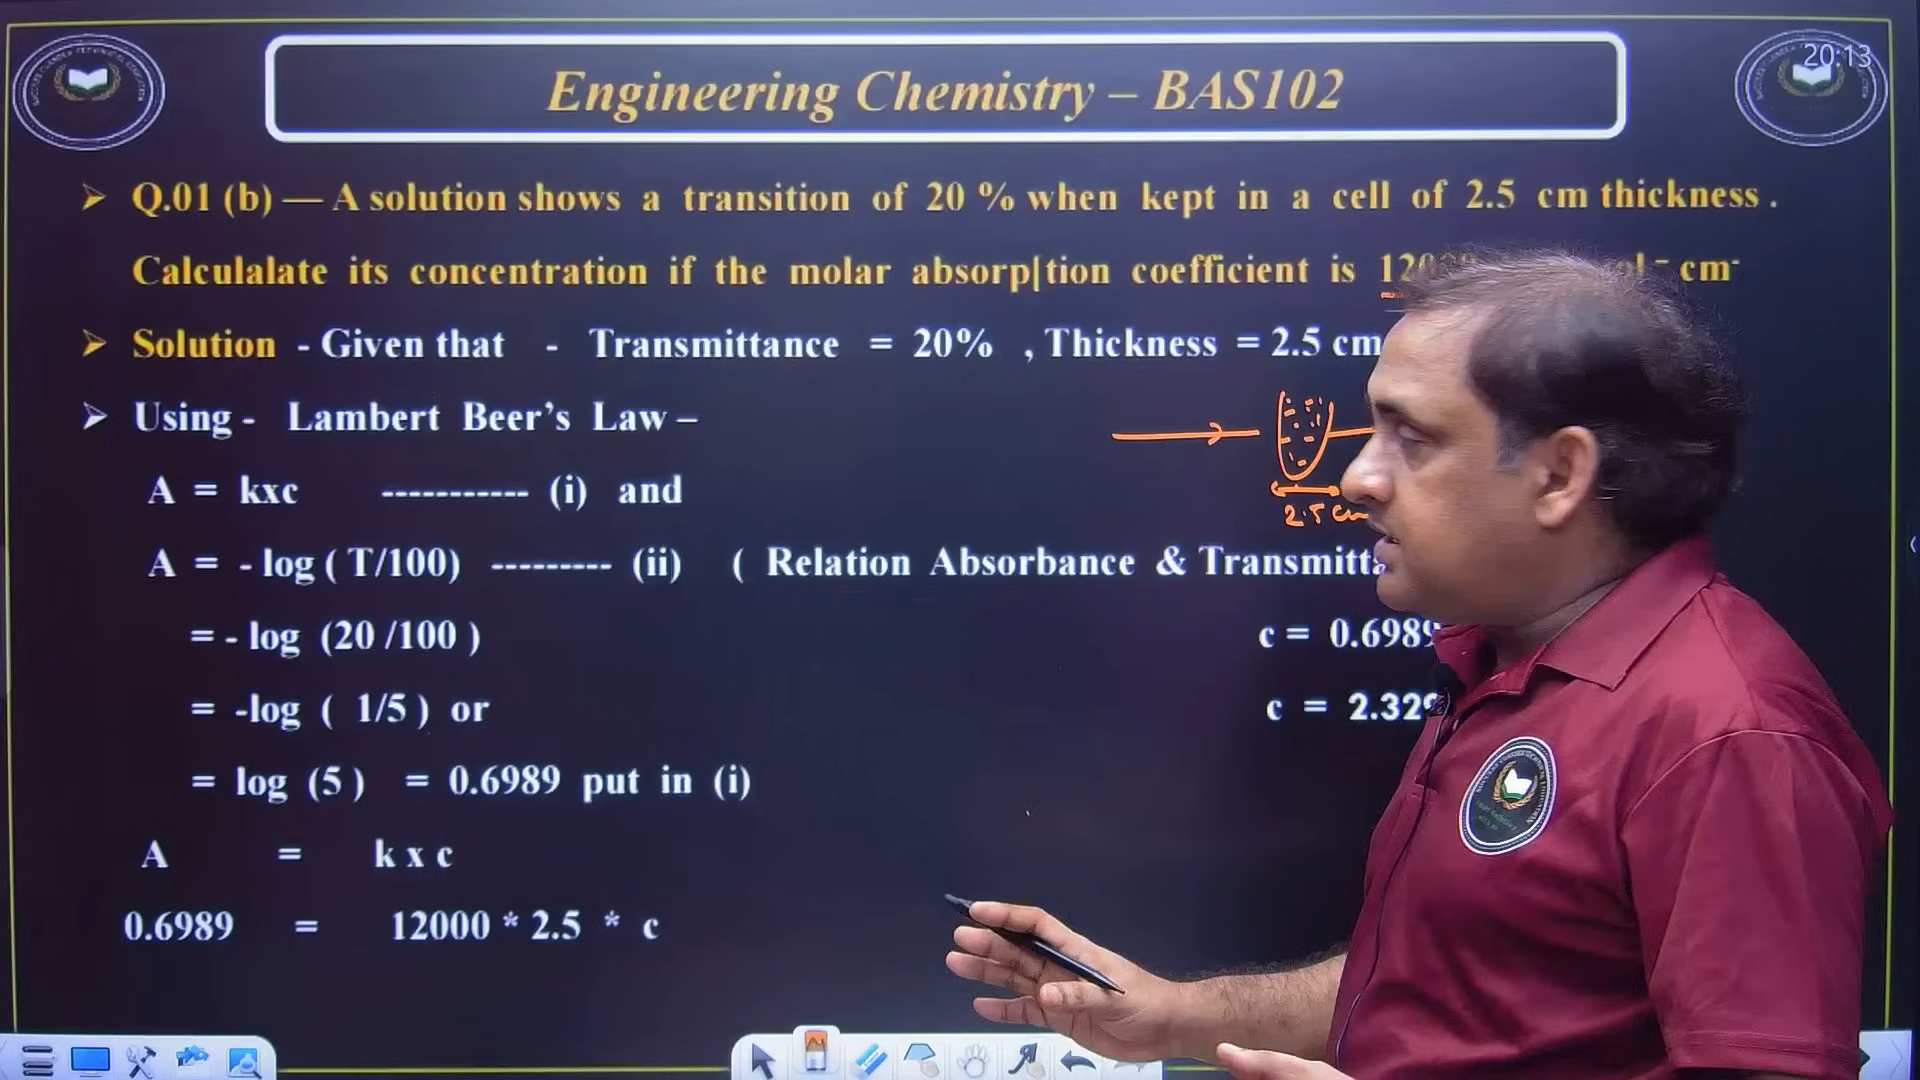 20:13
Engineering Chemistry – BAS102
Q.01 (b) — A solution shows a transition of 20 % when kept in a cell of 2.5 cm thickness .
Calculalate its concentration if the molar absorp[tion coefficient is cm-
Solution - Given that - Transmittance = 20% , Thickness = 2.5 cm
Using - Lambert Beer’s Law –
A = kxc ----------- (i) and
2.5 cm
A = - log ( T/100) --------- (ii) ( Relation Absorbance &
= - log (20 /100 )
c = 0.6989
= -log ( 1/5 ) or
c =
= log (5 ) = 0.6989 put in (i)
A = k x c
0.6989 = 12000 * 2.5 * c